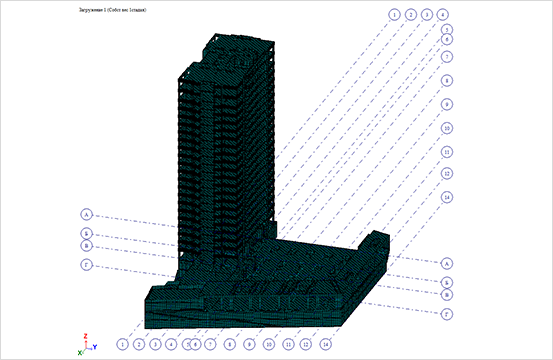 Загружение 1 (Собст вес 1стадия)
1 2 3 4
5
6
7
8
9
10
11
12
14
А
Б
В
Г
А
Б
В
Г
Z
Y
X
1 2 3 4 5 6 7 8 9 10 11 12 14